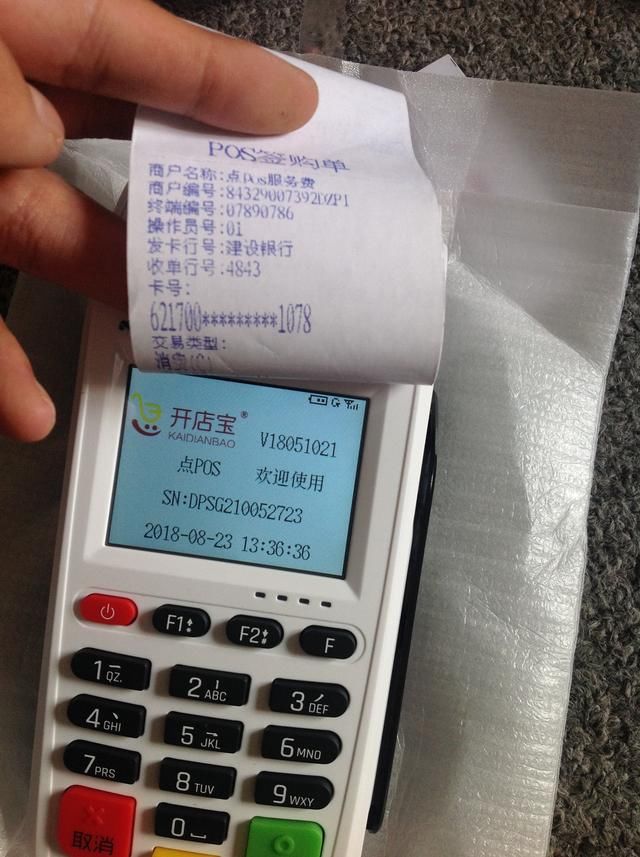 POS签购单
商户名称:点Pos服务费
商户编号:84329007392DZP1
终端编号:07890786
操作员号:01
发卡行号:建设银行
收单行号:4843
卡号:
621700*********1078
交易类型:
消费(C)
开店宝®
KAIDIANBAO
V18051021
点POS 欢迎使用
SN:DPSG210052723
2018-08-23 13:36:36
F1 F2 F
1 QZ. 2 ABC 3 DEF
4 GHI 5 JKL 6 MNO
7 PRS 8 TUV 9 WXY
取消 0